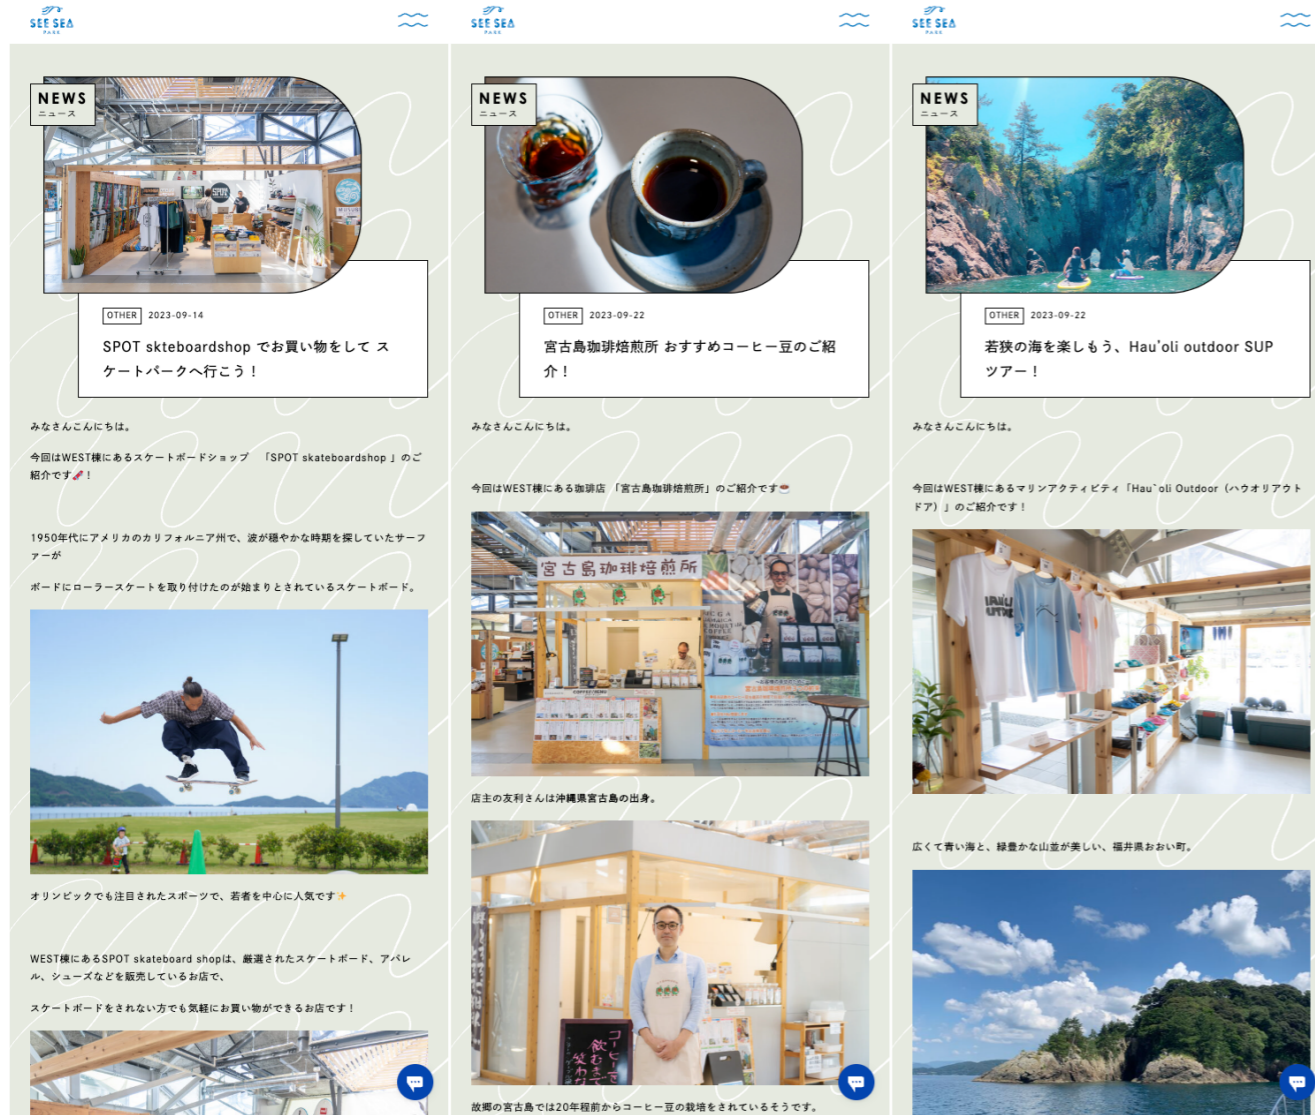 SEE SEA
PARK
NEWS
ニュース
OTHER 2023-09-14
SPOT skteboardshop でお買い物をして ス
ケートパークへ行こう！
みなさんこんにちは。
今回はWEST棟にあるスケートボードショップ　「SPOT skateboardshop 」のご
紹介です🚀！
1950年代にアメリカのカリフォルニア州で、波が穏やかな時期を探していたサーフ
ァーが
ボードにローラースケートを取り付けたのが始まりとされているスケートボード。
オリンピックでも注目されたスポーツで、若者を中心に人気です✨
WEST棟にあるSPOT skateboard shopは、厳選されたスケートボード、アパレ
ル、シューズなどを販売しているお店で、
スケートボードをされない方でも気軽にお買い物ができるお店です！
SEE SEA
PARK
NEWS
ニュース
OTHER 2023-09-22
宮古島珈琲焙煎所 おすすめコーヒー豆のご紹
介！
みなさんこんにちは。
今回はWEST棟にある珈琲店 「宮古島珈琲焙煎所」のご紹介です☕
宮古島珈琲焙煎所
店主の友利さんは沖縄県宮古島の出身。
コーヒーで
飲むまで
故郷の宮古島では20年程前からコーヒー豆の栽培をされているそうです。
SEE SEA
PARK
NEWS
ニュース
OTHER 2023-09-22
若狭の海を楽しもう、Hau'oli outdoor SUP
ツアー！
みなさんこんにちは。
今回はWEST棟にあるマリンアクティビティ「Hau`oli Outdoor（ハウオリアウト
ドア）」のご紹介です！
広くて青い海と、緑豊かな山並が美しい、福井県おおい町。